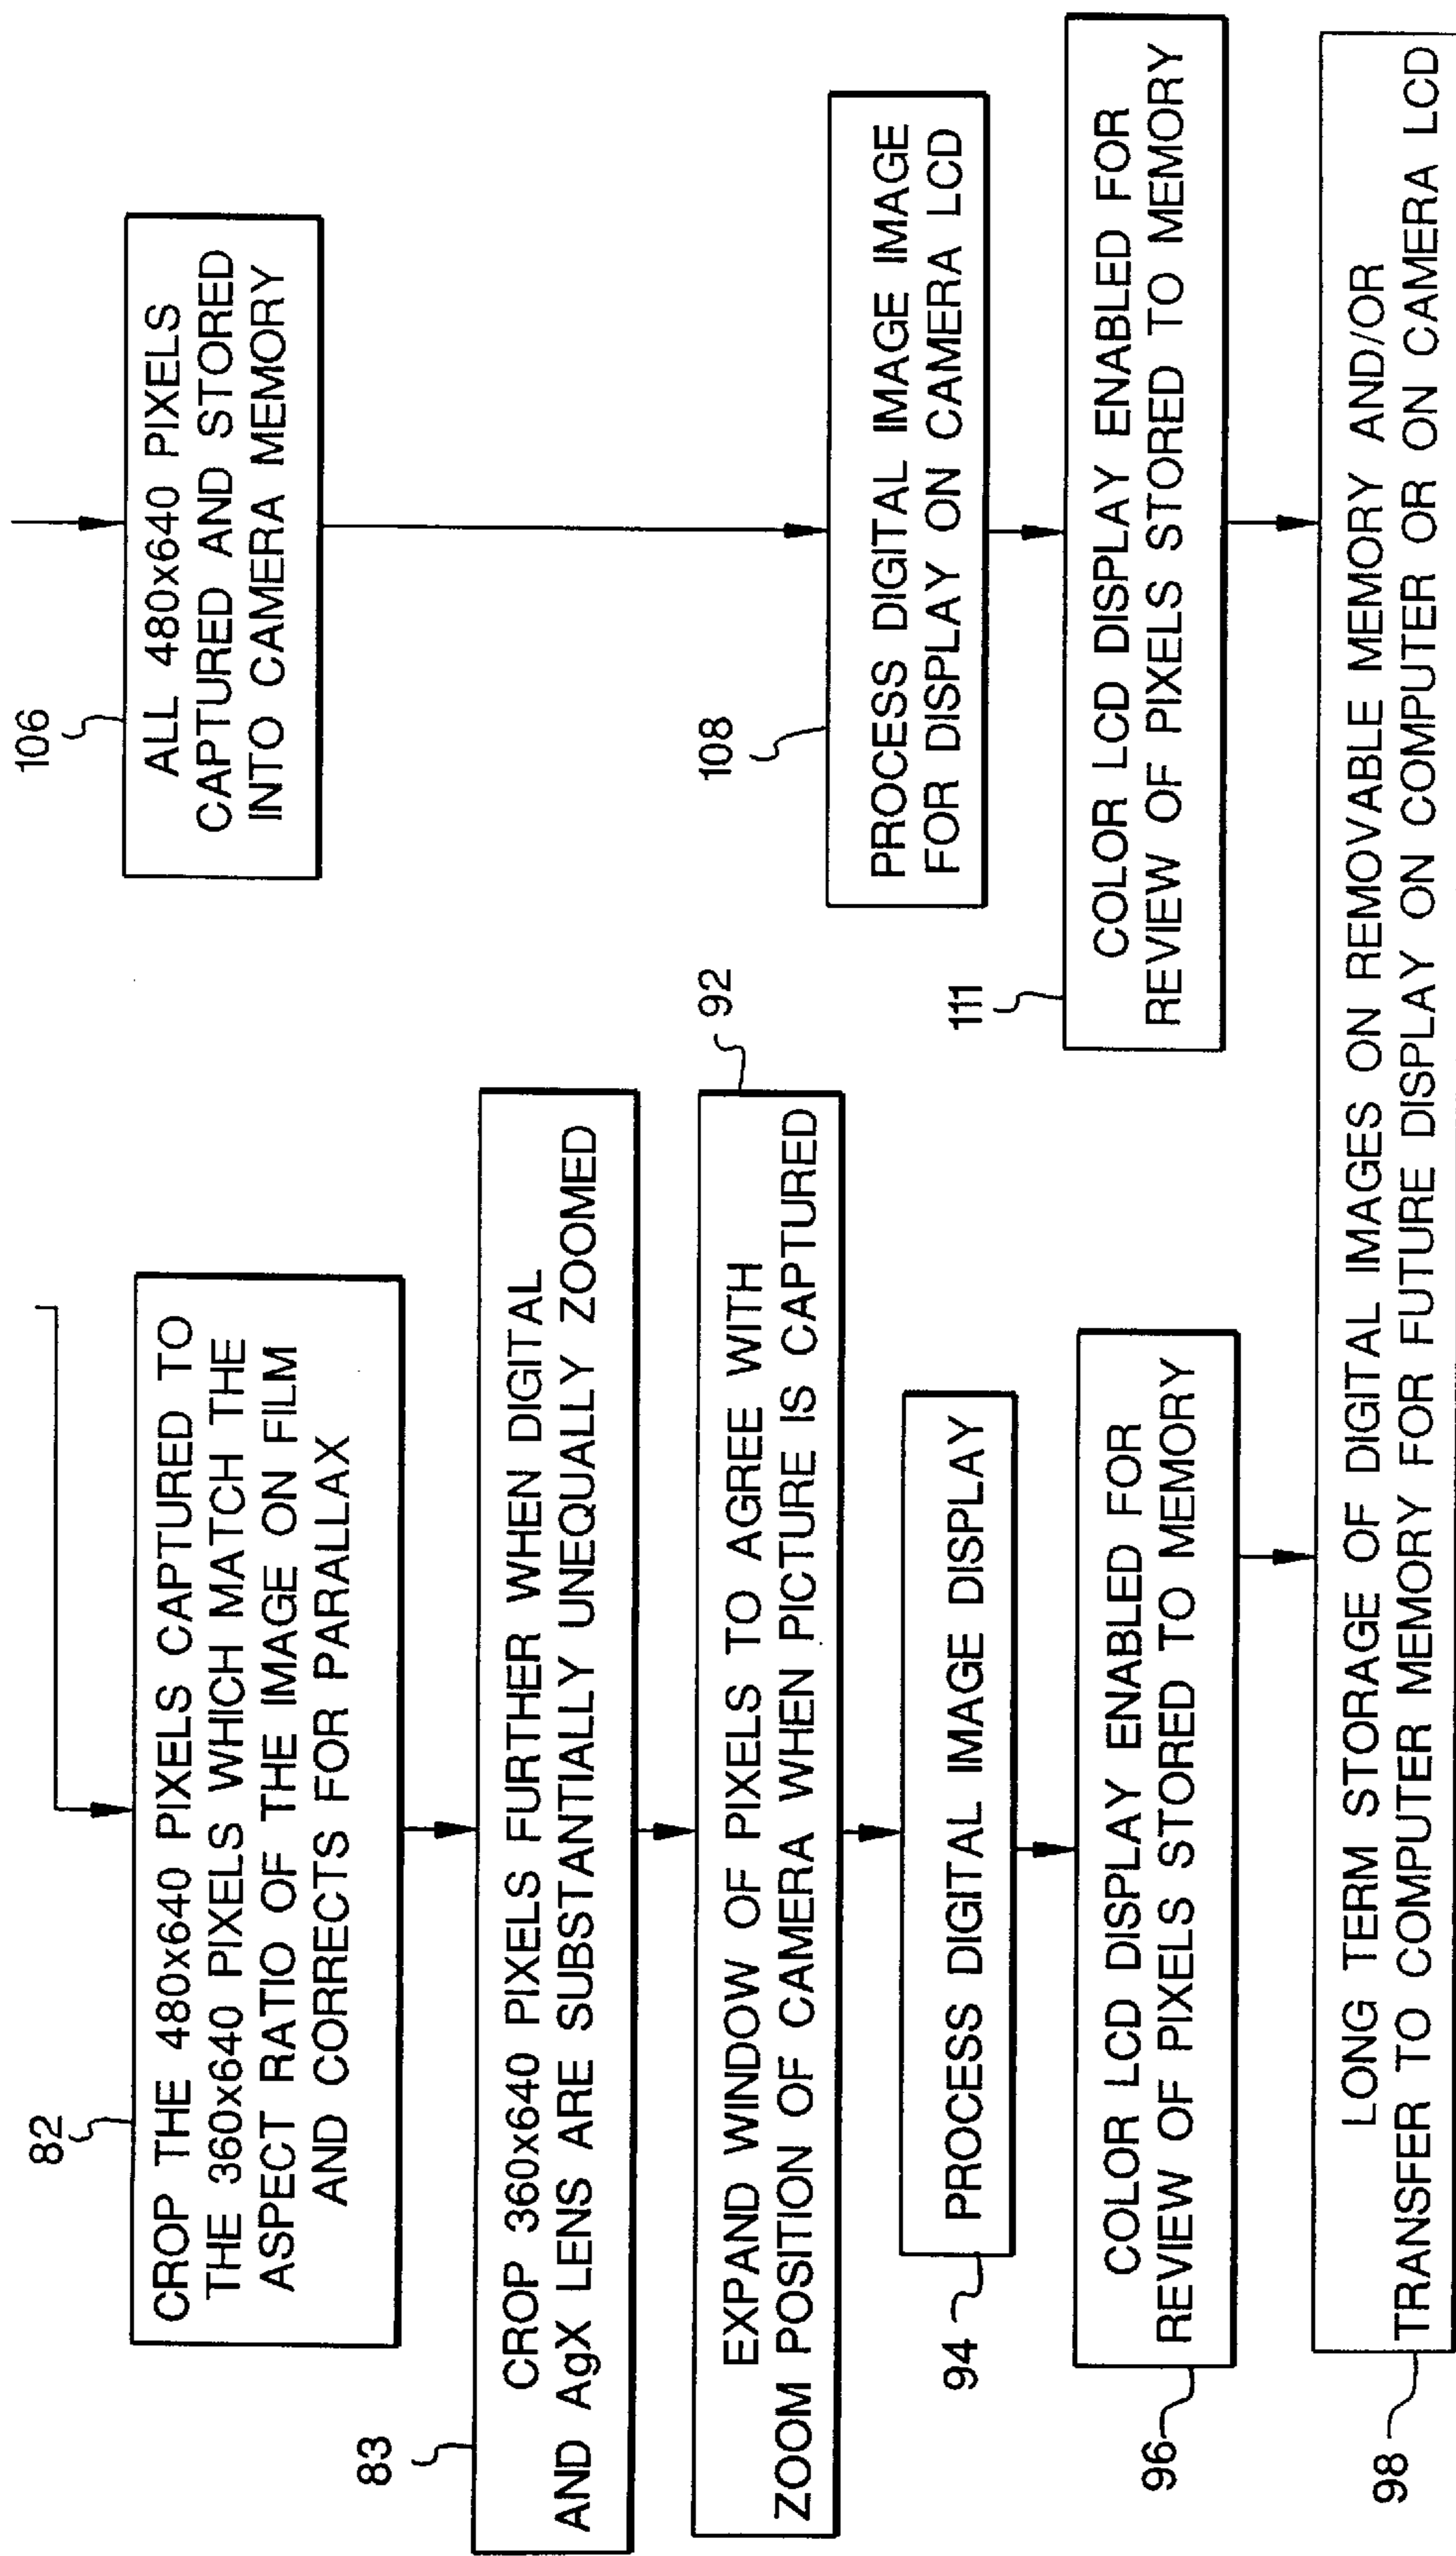 82
CROP THE 480x640 PIXELS CAPTURED TO
THE 360x640 PIXELS WHICH MATCH THE
ASPECT RATIO OF THE IMAGE ON FILM
AND CORRECTS FOR PARALLAX
83
CROP 360x640 PIXELS FURTHER WHEN DIGITAL
AND AgX LENS ARE SUBSTANTIALLY UNEQUALLY ZOOMED
92
EXPAND WINDOW OF PIXELS TO AGREE WITH
ZOOM POSITION OF CAMERA WHEN PICTURE IS CAPTURED
94
PROCESS DIGITAL IMAGE DISPLAY
96
COLOR LCD DISPLAY ENABLED FOR
REVIEW OF PIXELS STORED TO MEMORY
106
ALL 480x640 PIXELS
CAPTURED AND STORED
INTO CAMERA MEMORY
108
PROCESS DIGITAL IMAGE IMAGE
FOR DISPLAY ON CAMERA LCD
111
COLOR LCD DISPLAY ENABLED FOR
REVIEW OF PIXELS STORED TO MEMORY
98
LONG TERM STORAGE OF DIGITAL IMAGES ON REMOVABLE MEMORY AND/OR
TRANSFER TO COMPUTER MEMORY FOR FUTURE DISPLAY ON COMPUTER OR ON CAMERA LCD